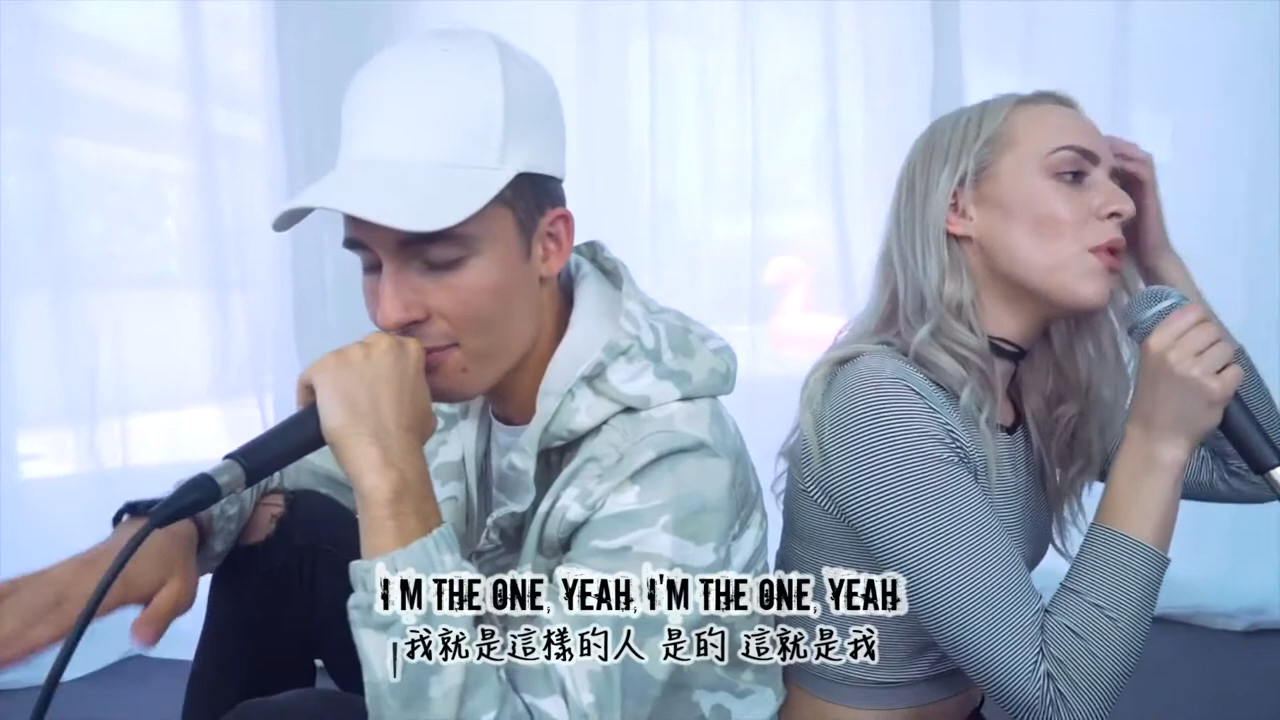 I'M THE ONE, YEAH, I'M THE ONE, YEAH
我就是這樣的人 是的 這就是我